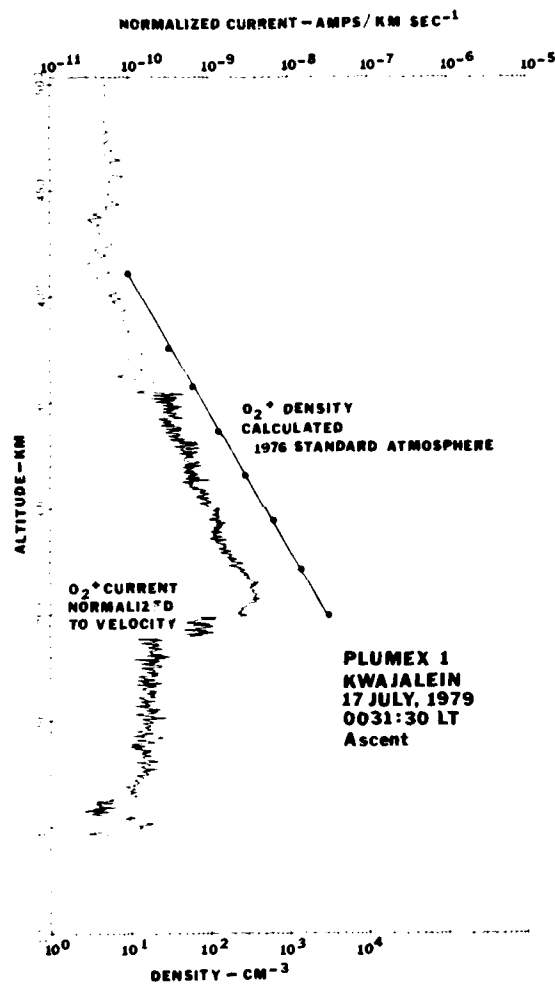 NORMALIZED CURRENT — AMPS/ KM SEC⁻¹
10⁻¹¹ 10⁻¹⁰ 10⁻⁹ 10⁻⁸ 10⁻⁷ 10⁻⁶ 10⁻⁵
ALTITUDE—KM
O₂⁺ DENSITY
CALCULATED
1976 STANDARD ATMOSPHERE
O₂⁺ CURRENT
NORMALIZED
TO VELOCITY
PLUMEX 1
KWAJALEIN
17 JULY, 1979
0031:30 LT
Ascent
10⁰ 10¹ 10² 10³ 10⁴
DENSITY — CM⁻³